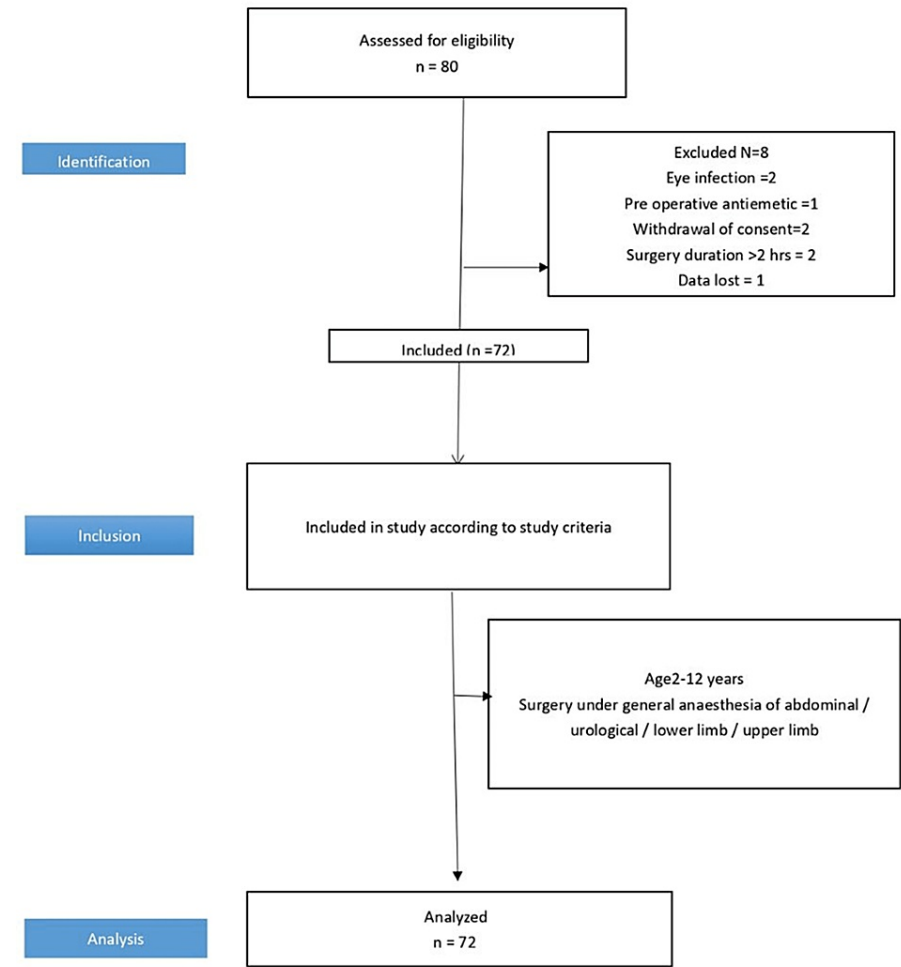 Assessed for eligibility
n = 80
Identification
Excluded N=8
Eye infection =2
Pre operative antiemetic =1
Withdrawal of consent=2
Surgery duration >2 hrs = 2
Data lost = 1
Included (n =72)
Included in study according to study criteria
Inclusion
Age2-12 years
Surgery under general anaesthesia of abdominal /
urological / lower limb / upper limb
Analyzed
n = 72
Analysis